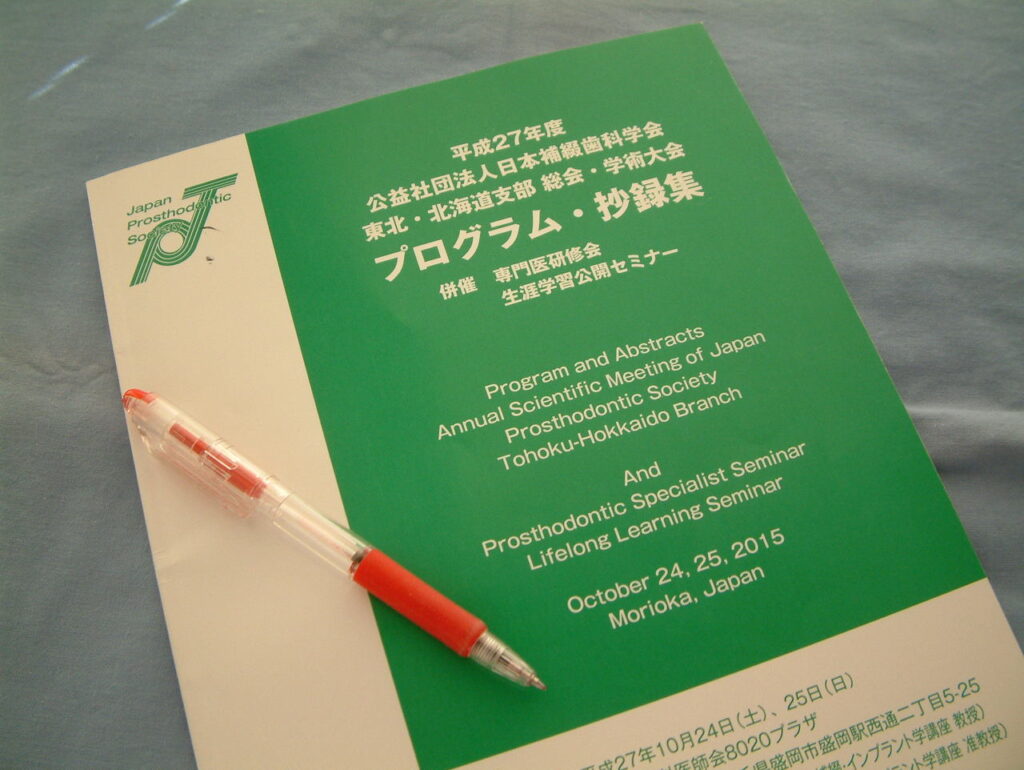 Japan
Prosthodontic
Society
平成27年度
公益社団法人日本補綴歯科学会
東北・北海道支部 総会・学術大会
プログラム・抄録集
併催 専門医研修会
生涯学習公開セミナー
Program and Abstracts
Annual Scientific Meeting of Japan
Prosthodontic Society
Tohoku-Hokkaido Branch
And
Prosthodontic Specialist Seminar
Lifelong Learning Seminar
October 24, 25, 2015
Morioka, Japan
平成27年10月24日(土)、25日(日)
医師会8020プラザ
県盛岡市盛岡駅西通二丁目5-25
・インプラント学講座 教授)
ント学講座 准教授)